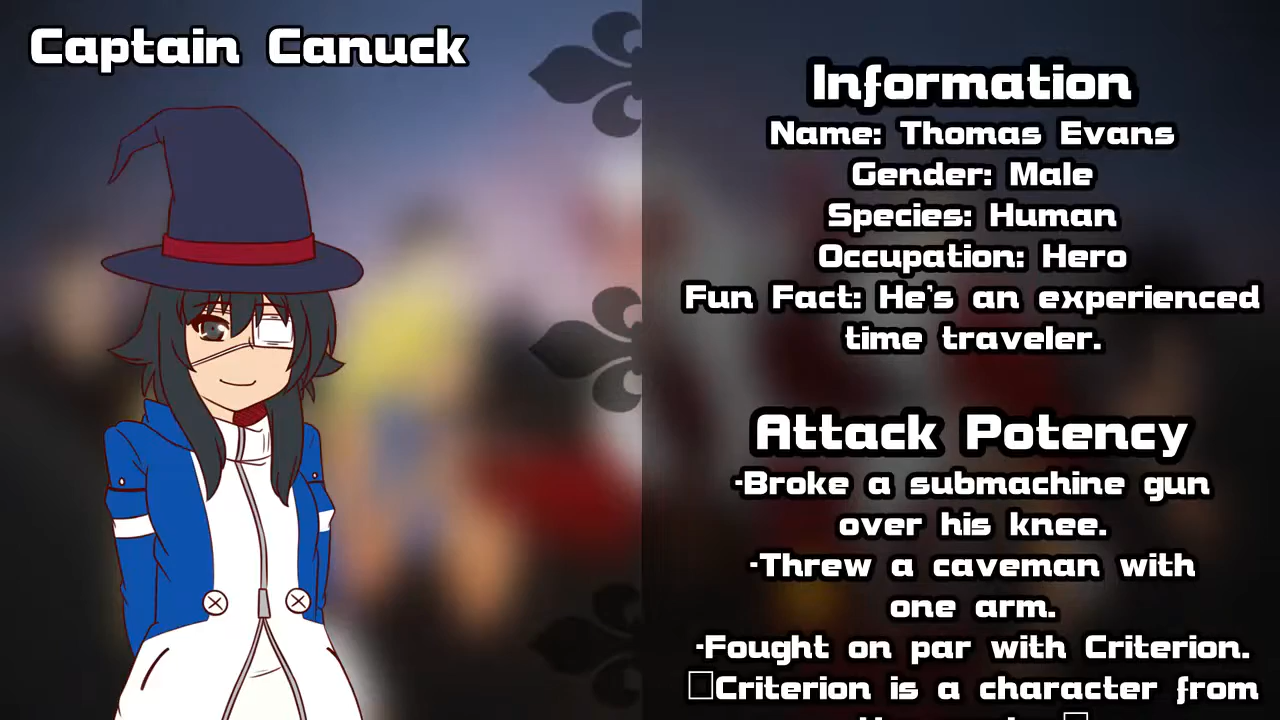 Captain Canuck
Information
Name: Thomas Evans
Gender: Male
Species: Human
Occupation: Hero
Fun Fact: He's an experienced
time traveler.
Attack Potency
-Broke a submachine gun
over his knee.
-Threw a caveman with
one arm.
-Fought on par with Criterion.
□Criterion is a character from